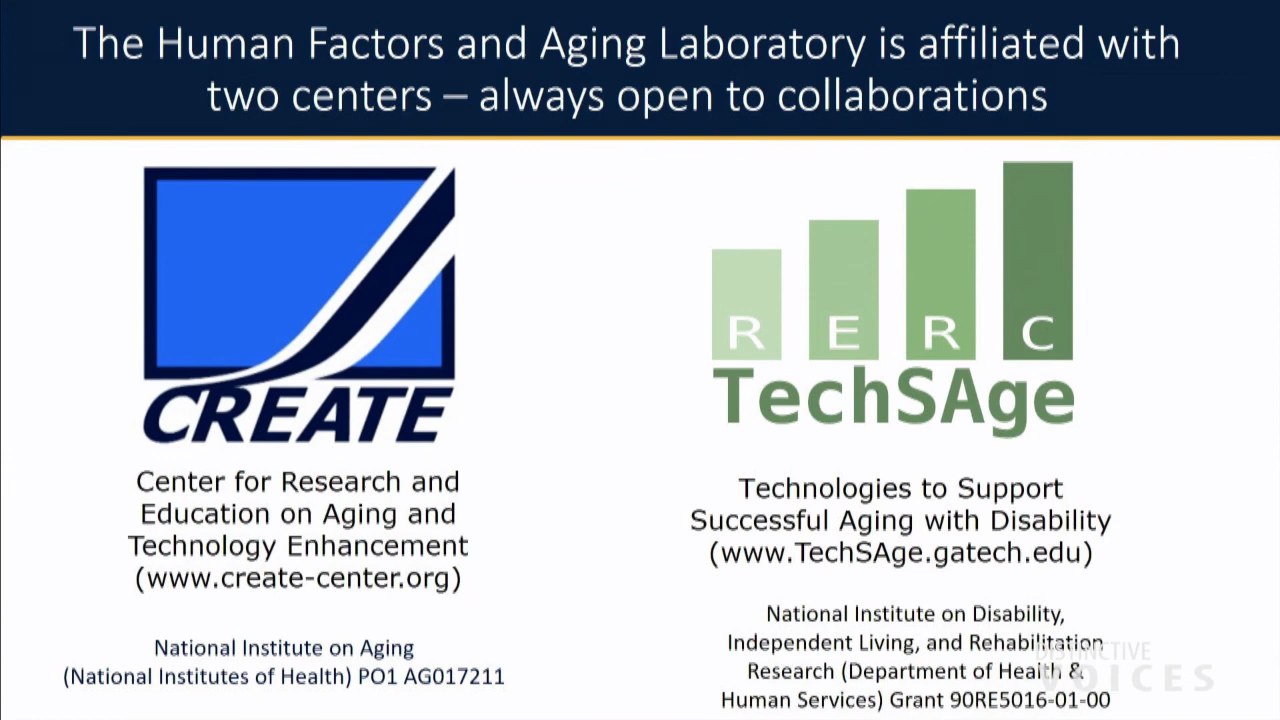 The Human Factors and Aging Laboratory is affiliated with
two centers – always open to collaborations
CREATE
Center for Research and
Education on Aging and
Technology Enhancement
(www.create-center.org)
National Institute on Aging
(National Institutes of Health) PO1 AG017211
R E R C
TechSAge
Technologies to Support
Successful Aging with Disability
(www.TechSAge.gatech.edu)
National Institute on Disability,
Independent Living, and Rehabilitation
Research (Department of Health &
Human Services) Grant 90RE5016-01-00
DISTINCTIVE
VOICES